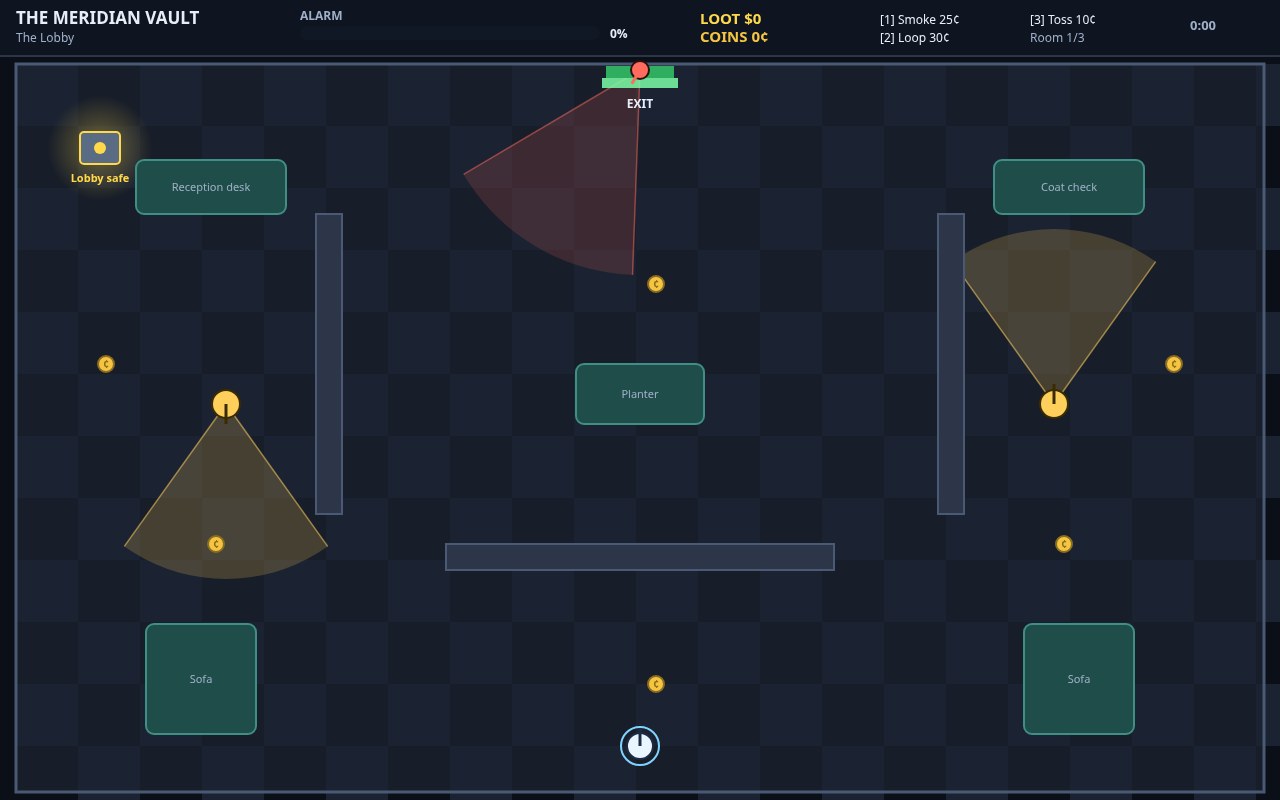 THE MERIDIAN VAULT
The Lobby
ALARM
0%
LOOT $0
COINS 0¢
[1] Smoke 25¢
[2] Loop 30¢
[3] Toss 10¢
Room 1/3
0:00
EXIT
Lobby safe
Reception desk
Coat check
¢
¢
¢
Planter
¢
¢
Sofa
Sofa
¢